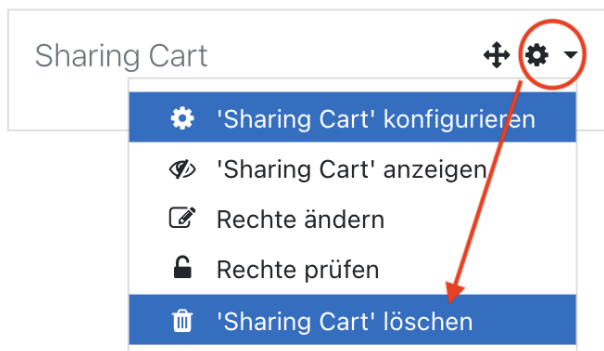 Sharing Cart
'Sharing Cart' konfigurieren
'Sharing Cart' anzeigen
Rechte ändern
Rechte prüfen
'Sharing Cart' löschen